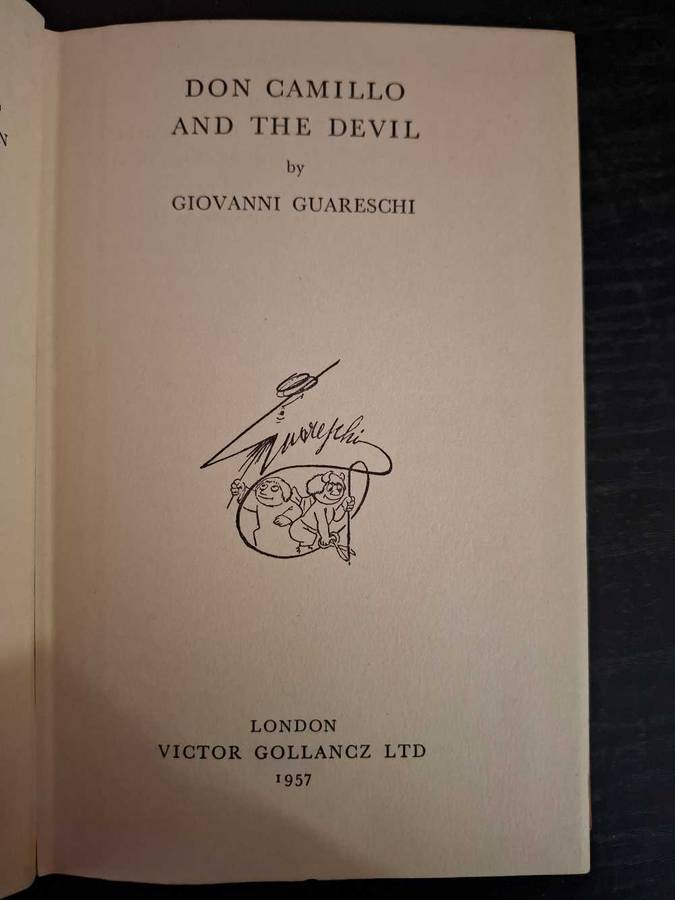 DON CAMILLO
AND THE DEVIL
by
GIOVANNI GUARESCHI
Guareschi
LONDON
VICTOR GOLLANCZ LTD
1957
N